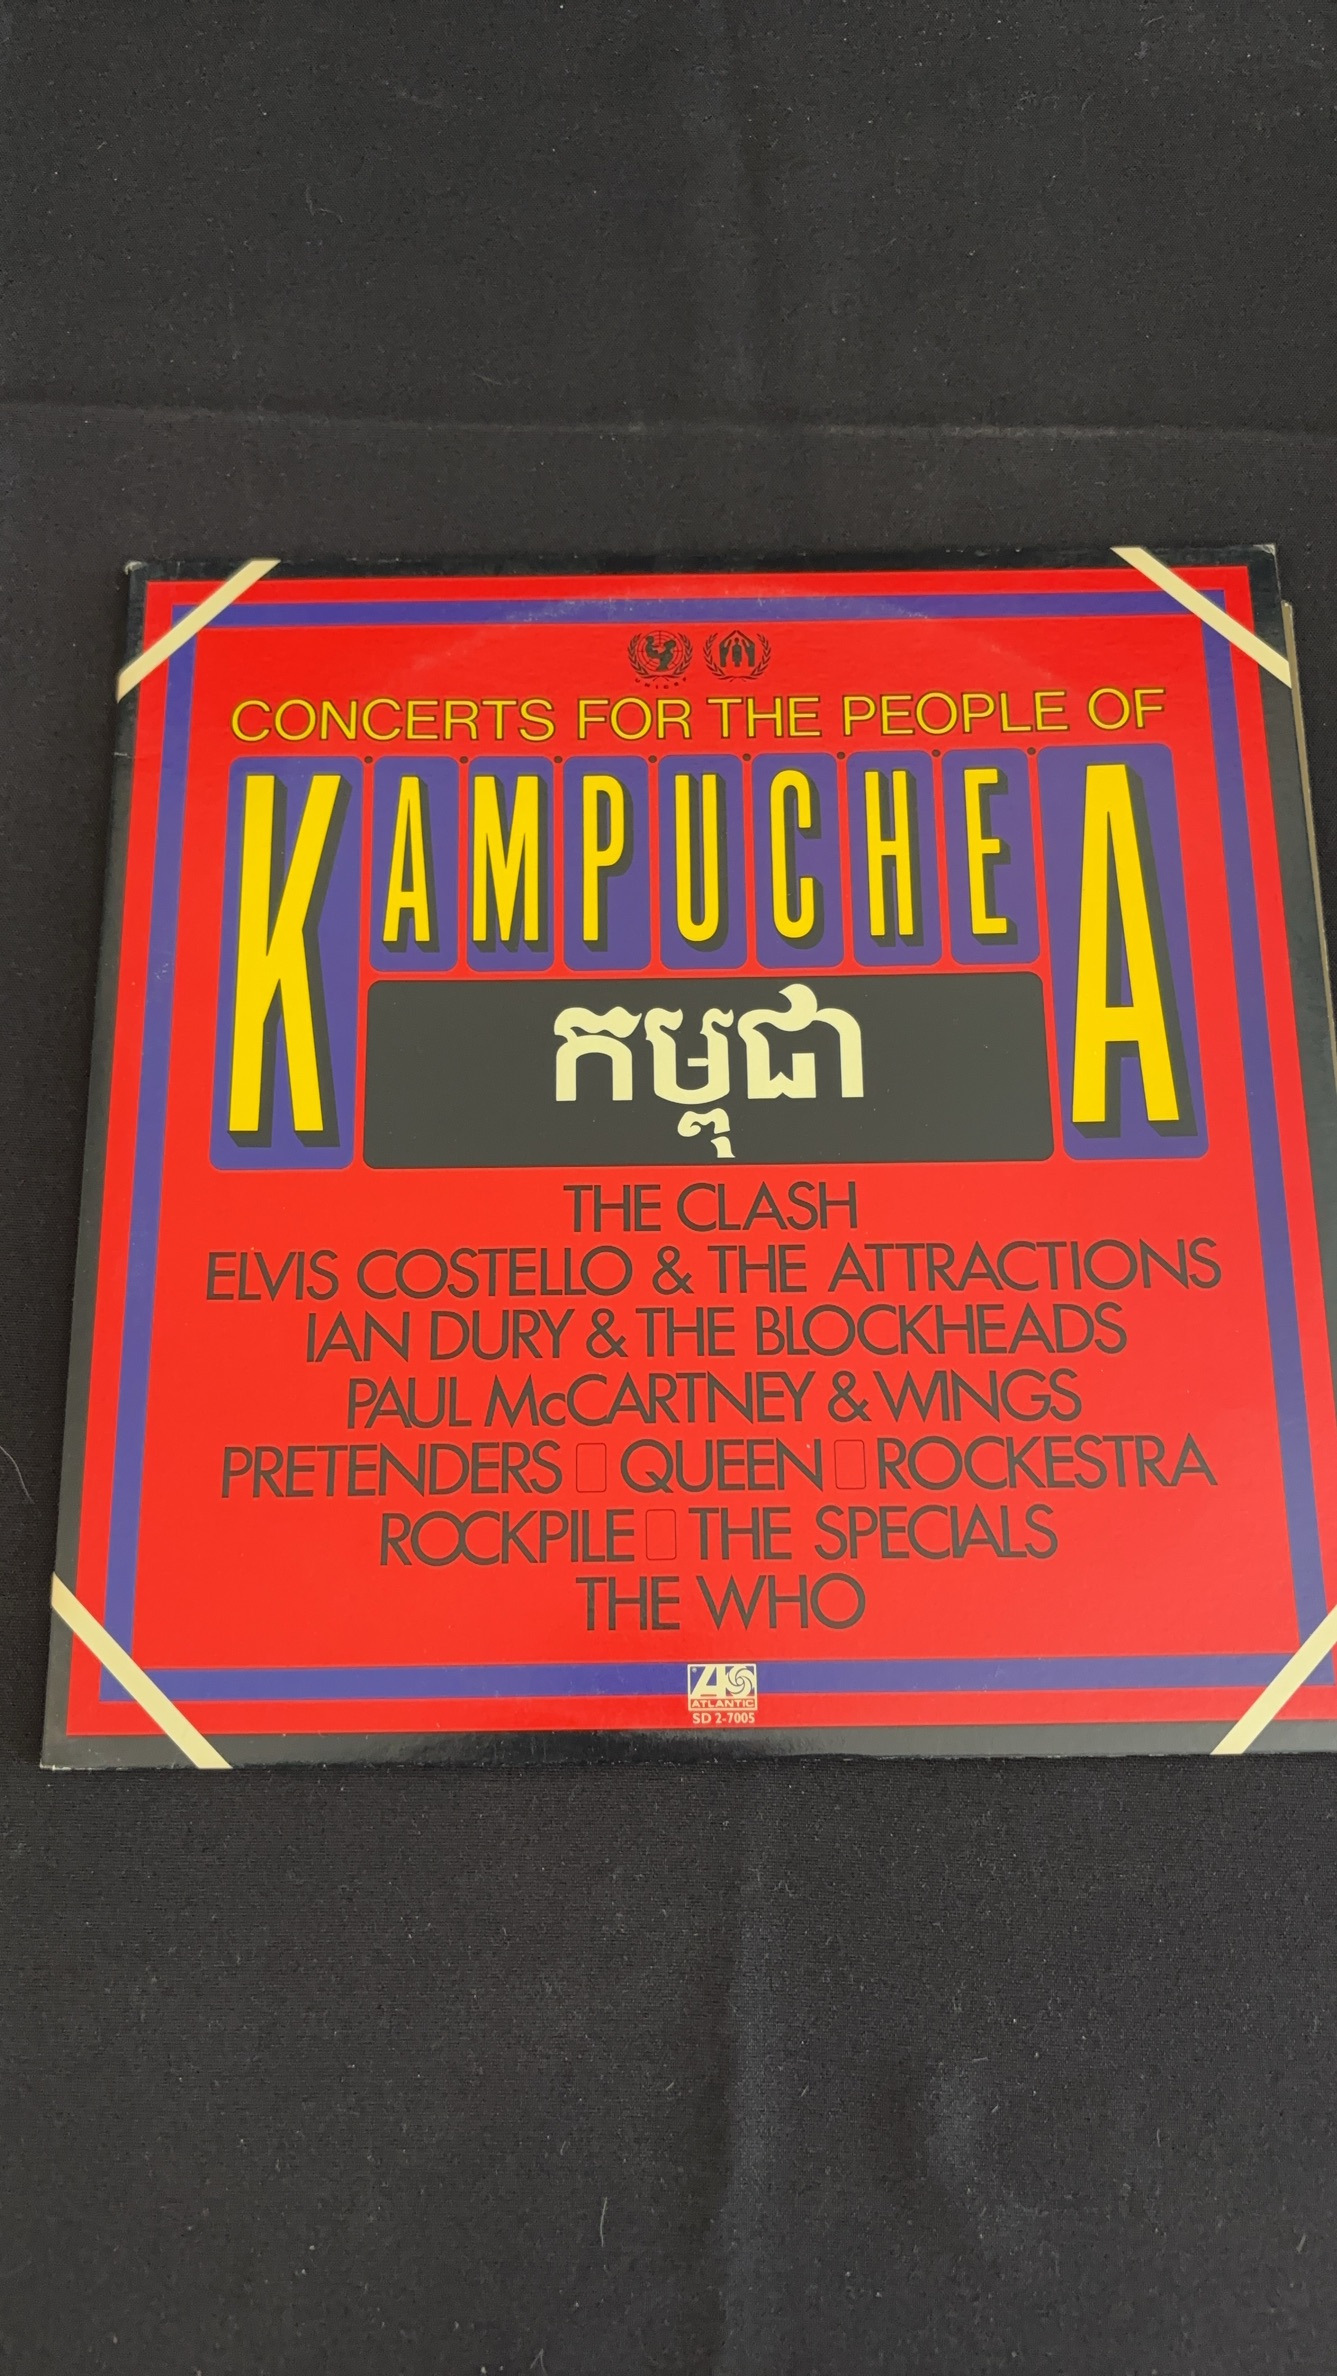 unicef
CONCERTS FOR THE PEOPLE OF
KAMPUCHEA
កម្ពុជា
THE CLASH
ELVIS COSTELLO & THE ATTRACTIONS
IAN DURY & THE BLOCKHEADS
PAUL McCARTNEY & WINGS
PRETENDERS QUEEN ROCKESTRA
ROCKPILE THE SPECIALS
THE WHO
ATLANTIC
SD 2-7005